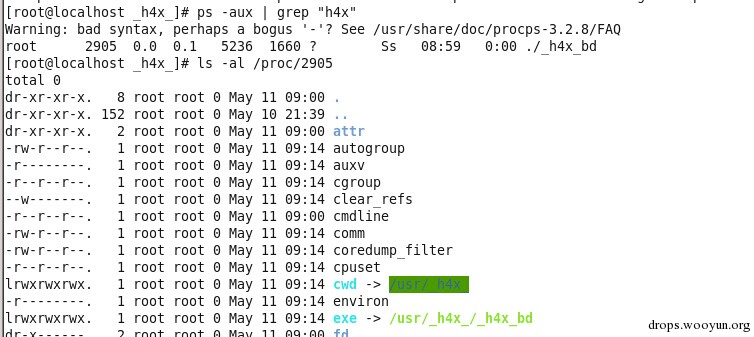 [root@localhost _h4x_]# ps -aux | grep "h4x"
Warning: bad syntax, perhaps a bogus '-'? See /usr/share/doc/procps-3.2.8/FAQ
root      2905  0.0  0.1   5236  1660 ?        Ss   08:59   0:00 ./_h4x_bd
[root@localhost _h4x_]# ls -al /proc/2905
total 0
dr-xr-xr-x.   8 root root 0 May 11 09:00 .
dr-xr-xr-x. 152 root root 0 May 10 21:39 ..
dr-xr-xr-x.   2 root root 0 May 11 09:00 attr
-rw-r--r--.   1 root root 0 May 11 09:14 autogroup
-r--------.   1 root root 0 May 11 09:14 auxv
-r--r--r--.   1 root root 0 May 11 09:14 cgroup
--w-------.   1 root root 0 May 11 09:14 clear_refs
-r--r--r--.   1 root root 0 May 11 09:00 cmdline
-rw-r--r--.   1 root root 0 May 11 09:14 comm
-rw-r--r--.   1 root root 0 May 11 09:14 coredump_filter
-r--r--r--.   1 root root 0 May 11 09:14 cpuset
lrwxrwxrwx.   1 root root 0 May 11 09:14 cwd -> /usr/_h4x_
-r--------.   1 root root 0 May 11 09:14 environ
lrwxrwxrwx.   1 root root 0 May 11 09:14 exe -> /usr/_h4x_/_h4x_bd
dr-x------.   2 root root 0 May 11 09:00 fd
drops.wooyun.org